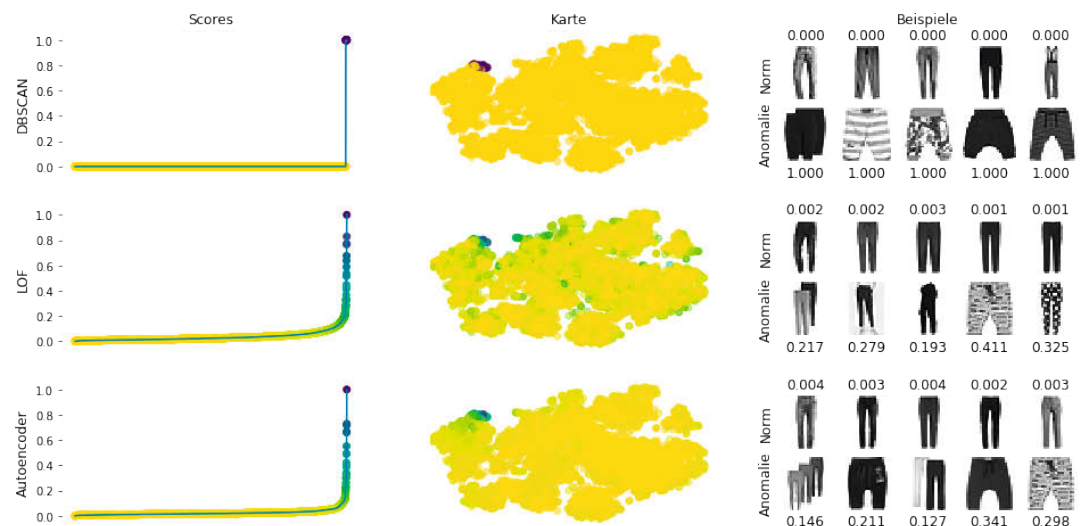 Scores
Karte
Beispiele
DBSCAN
1.0
0.8
0.6
0.4
0.2
0.0
Norm
0.000 0.000 0.000 0.000 0.000
Anomalie
1.000 1.000 1.000 1.000 1.000
LOF
1.0
0.8
0.6
0.4
0.2
0.0
Norm
0.002 0.002 0.003 0.001 0.001
Anomalie
0.217 0.279 0.193 0.411 0.325
Autoencoder
1.0
0.8
0.6
0.4
0.2
0.0
Norm
0.004 0.003 0.004 0.002 0.003
Anomalie
0.146 0.211 0.127 0.341 0.298